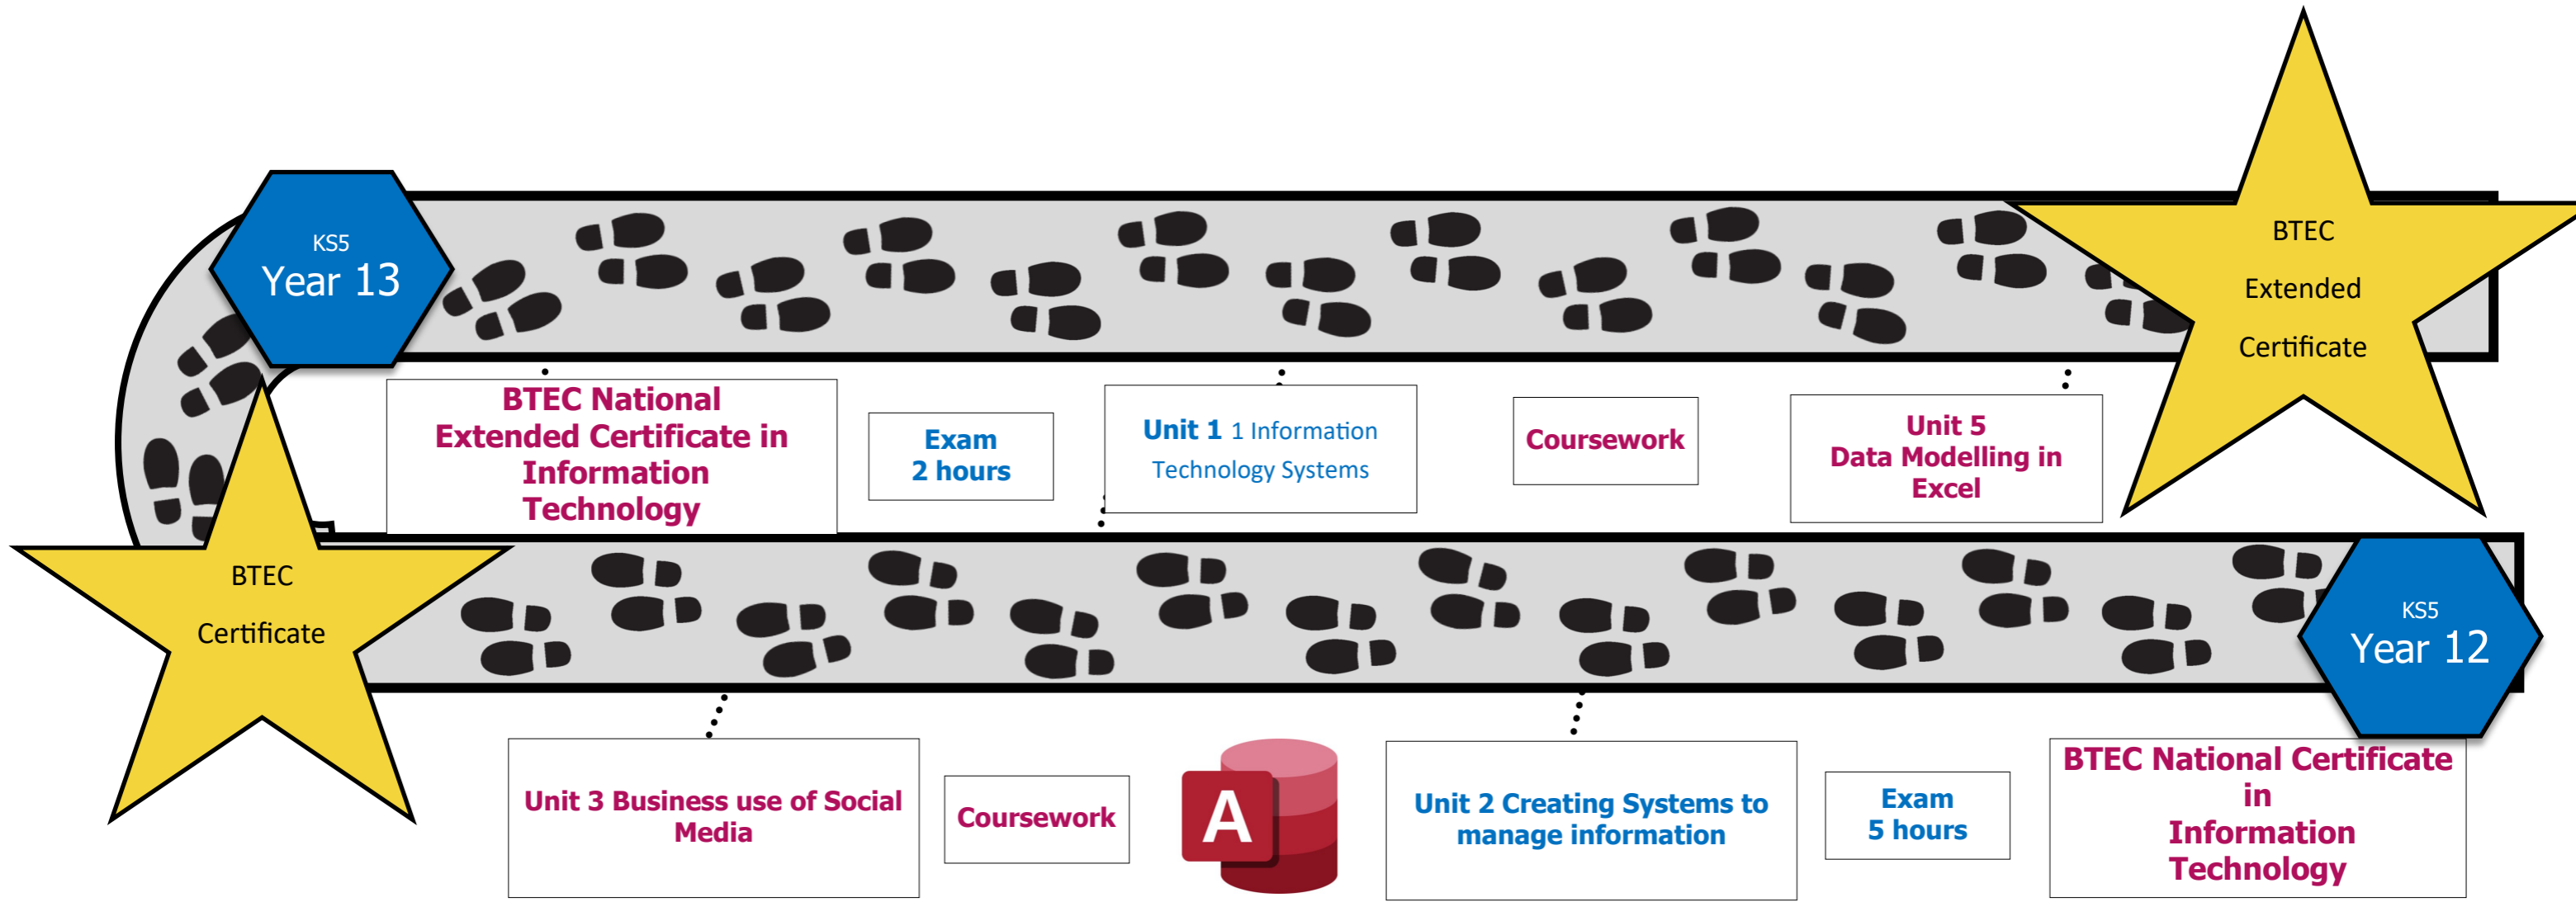 KS5
Year 13
BTEC
Extended
Certificate
BTEC National
Extended Certificate in
Information
Technology
Exam
2 hours
Unit 1 1 Information
Technology Systems
Coursework
Unit 5
Data Modelling in
Excel
BTEC
Certificate
KS5
Year 12
Unit 3 Business use of Social
Media
Coursework
A
Unit 2 Creating Systems to
manage information
Exam
5 hours
BTEC National Certificate
in
Information
Technology